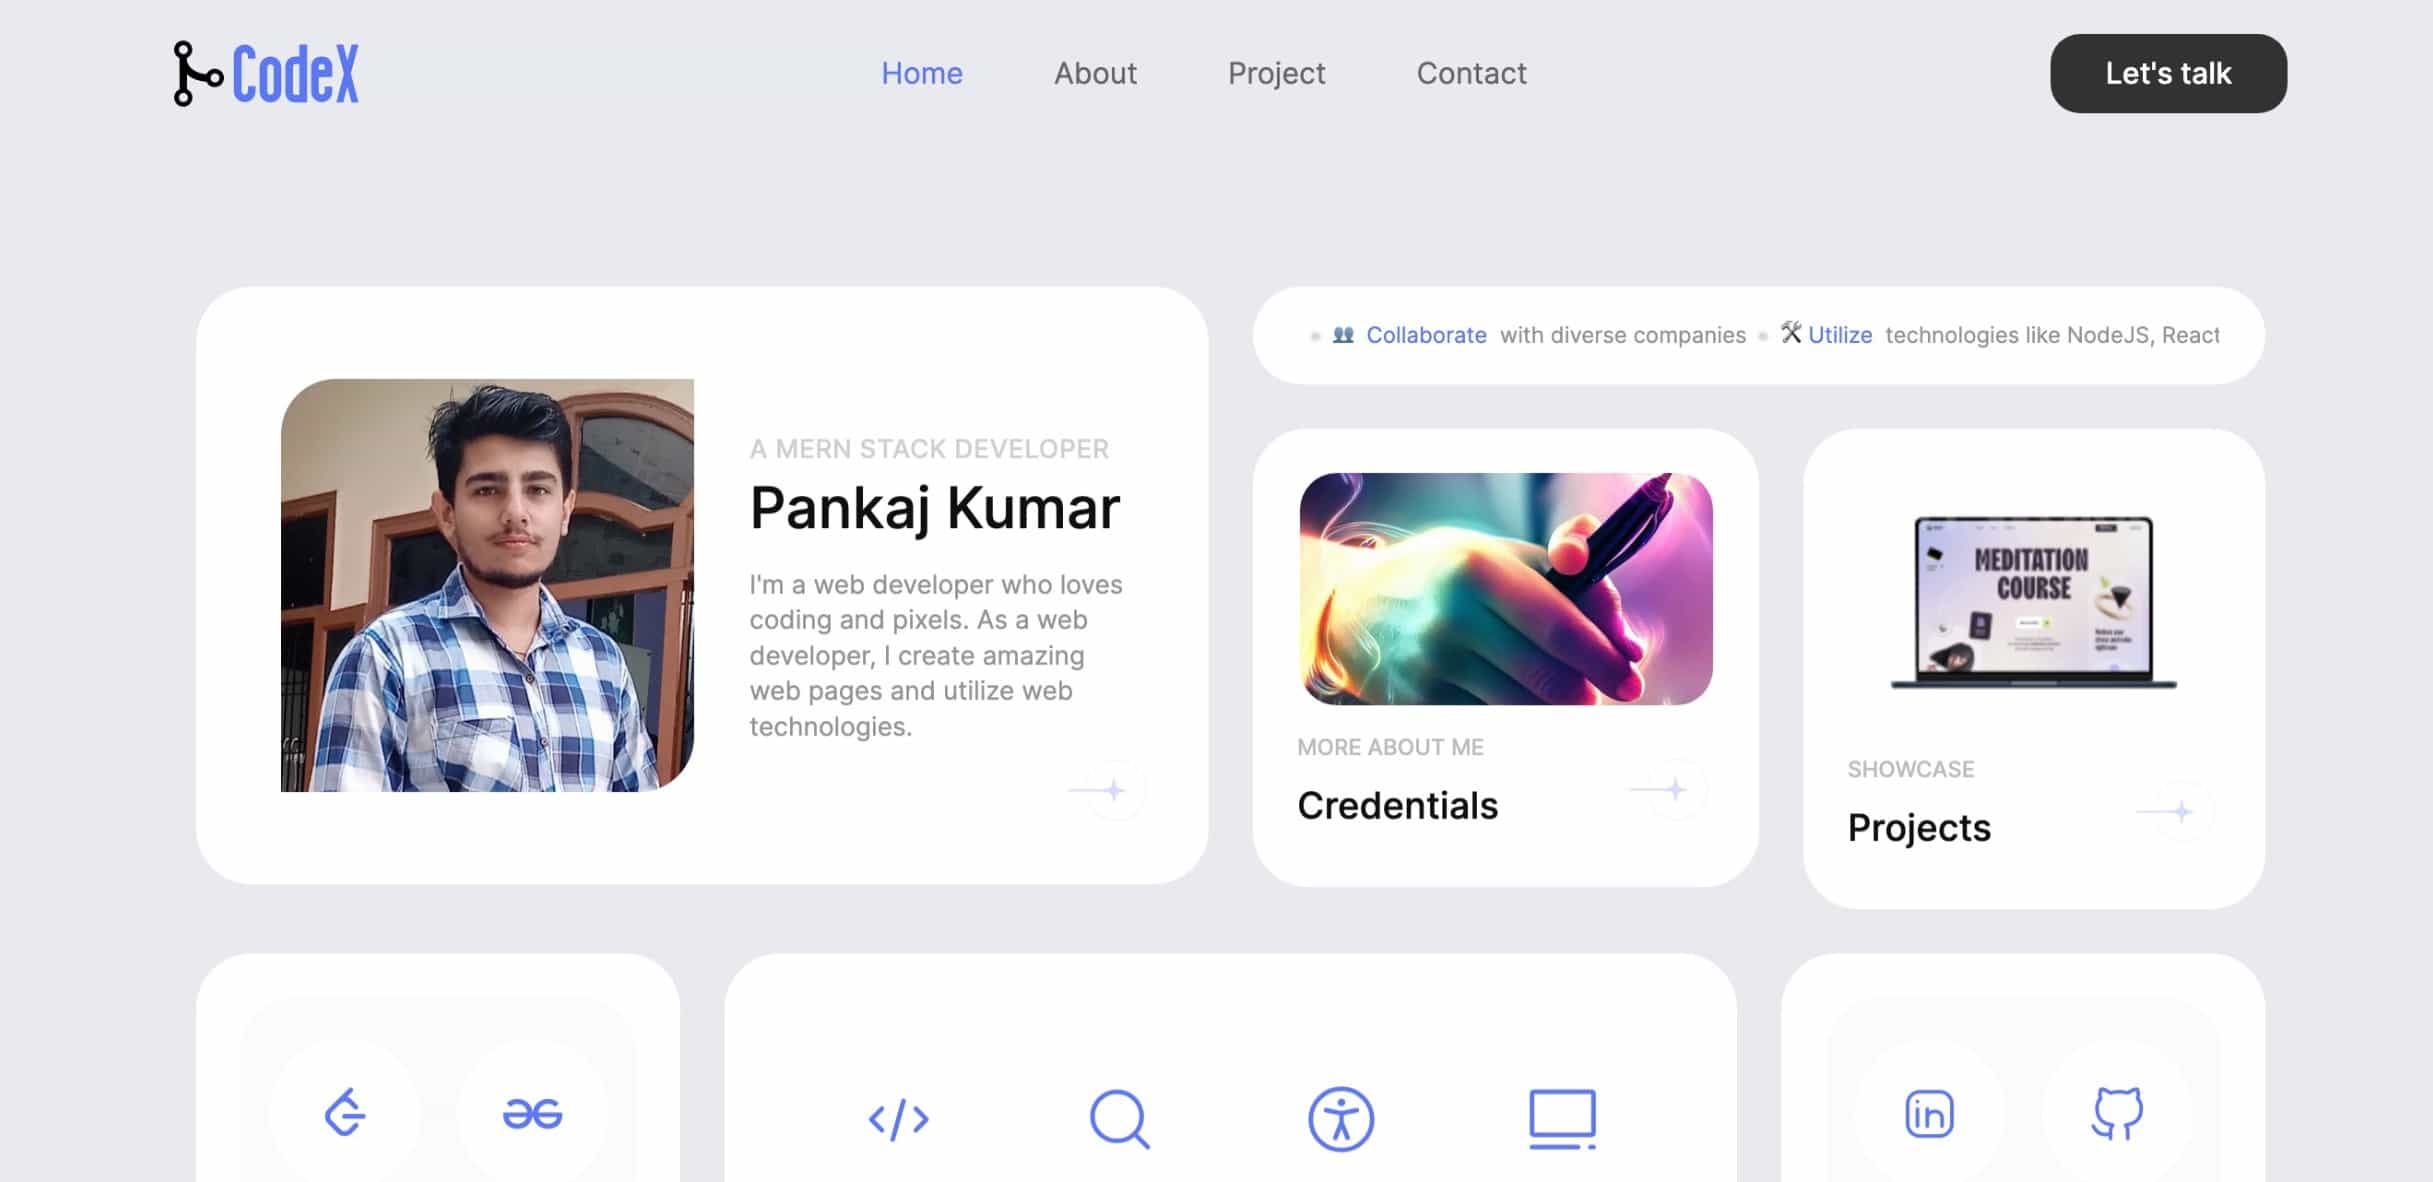 CodeX
Home
About
Project
Contact
Let's talk
A MERN STACK DEVELOPER
Pankaj Kumar
I'm a web developer who loves
coding and pixels. As a web
developer, I create amazing
web pages and utilize web
technologies.
👥 Collaborate with diverse companies 🛠 Utilize technologies like NodeJS, React
MORE ABOUT ME
Credentials
MEDITATION
COURSE
SHOWCASE
Projects
in